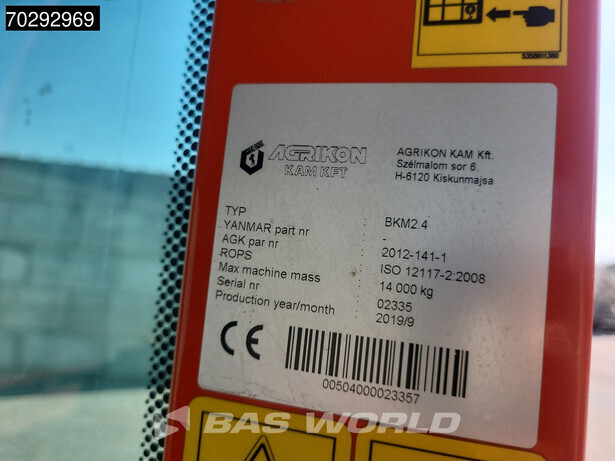 70292969
5350011380
AGRIKON
KAM KFT
AGRIKON KAM Kft.
Szélmalom sor 6.
H-6120 Kiskunmajsa
TYP BKM2.4
YANMAR part nr -
AGK par nr 2012-141-1
ROPS ISO 12117-2:2008
Max machine mass 14 000 kg
Serial nr 02335
Production year/month 2019/9
CE
00504000023357
BAS WORLD